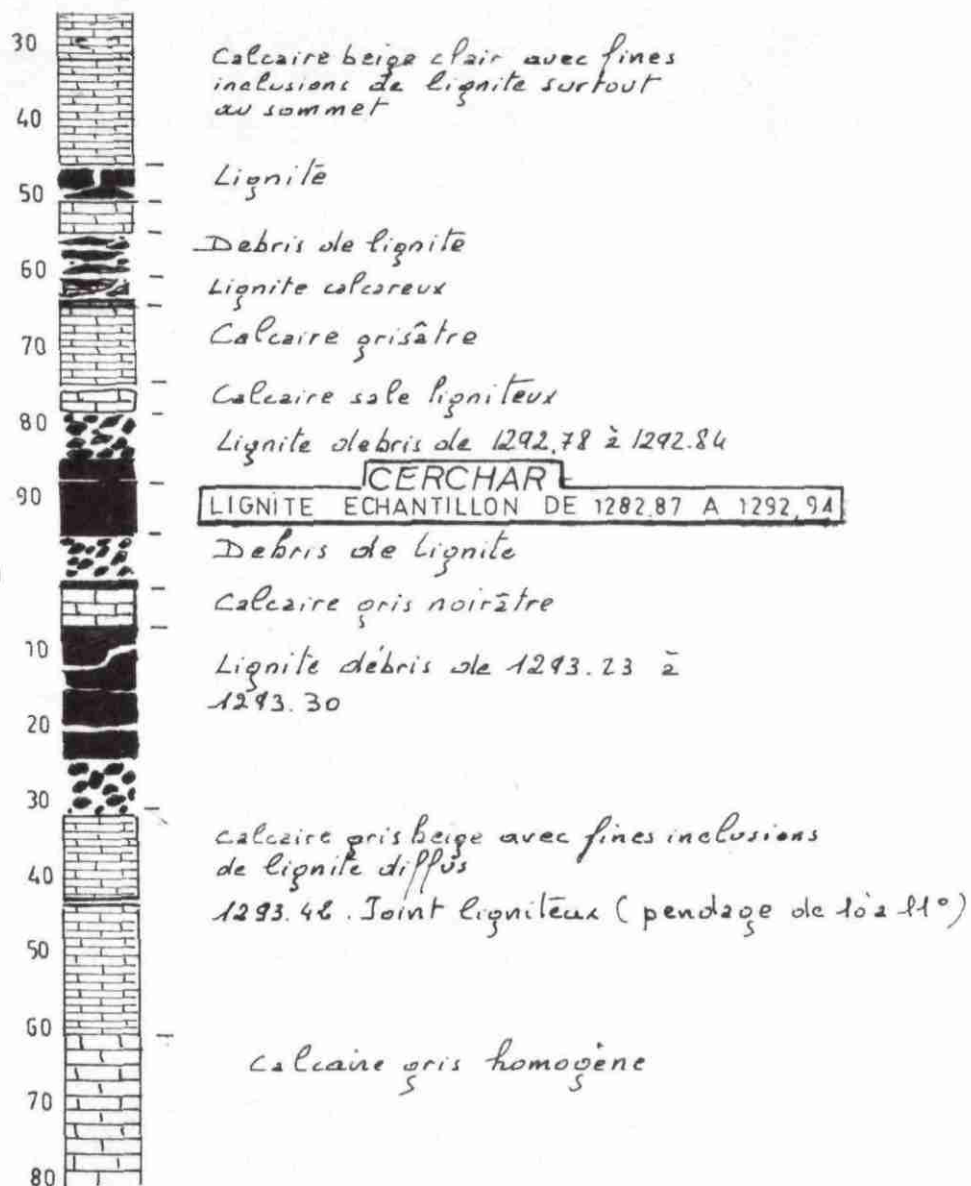 30
Calcaire beige clair avec fines
inclusions de lignite surtout
au sommet
40
Lignite
50
Debris de lignite
60
Lignite calcareux
Calcaire grisâtre
70
Calcaire sale ligniteux
80
Lignite debris de 1292.78 à 1292.84
CERCHAR
90
LIGNITE ECHANTILLON DE 1282,87 A 1292,94
Debris de Lignite
Calcaire gris noirâtre
10
Lignite débris de 1293.23 à
1293.30
20
30
Calcaire gris beige avec fines inclusions
de lignite diffus
40
1293.42. Joint ligniteux (pendage de 10 à 11°)
50
60
Calcaire gris homogène
70
80